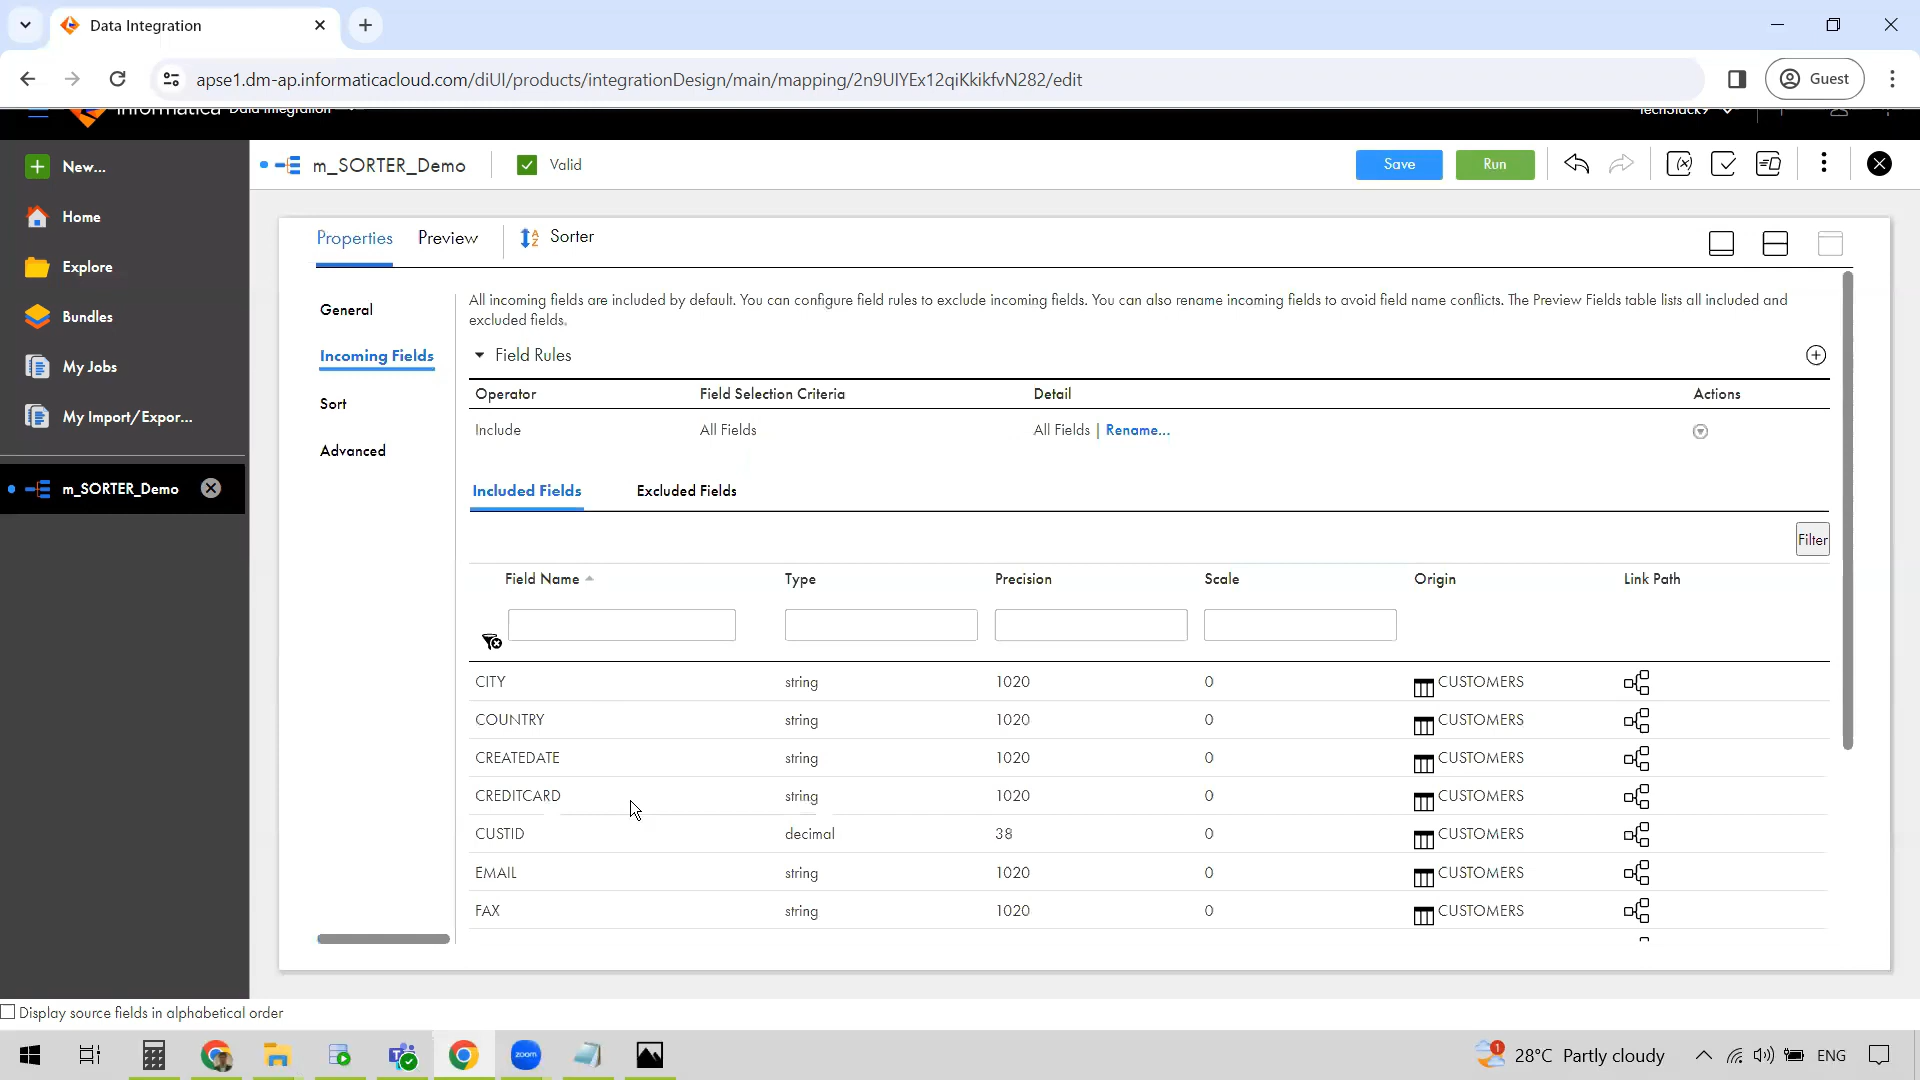 Data Integration
apse1.dm-ap.informaticacloud.com/diUI/products/integrationDesign/main/mapping/2n9UIYEx12qiKkikfvN282/edit
Guest
Informatica Data Integration
TechStack9
New...
m_SORTER_Demo
Valid
Save
Run
Home
Explore
Bundles
My Jobs
My Import/Expor...
m_SORTER_Demo
Properties
Preview
Sorter
General
Incoming Fields
Sort
Advanced
All incoming fields are included by default. You can configure field rules to exclude incoming fields. You can also rename incoming fields to avoid field name conflicts. The Preview Fields table lists all included and
excluded fields.
Field Rules
Operator Field Selection Criteria Detail Actions
Include All Fields All Fields | Rename...
Included Fields Excluded Fields
Filter
Field Name Type Precision Scale Origin Link Path
CITY string 1020 0 CUSTOMERS
COUNTRY string 1020 0 CUSTOMERS
CREATEDATE string 1020 0 CUSTOMERS
CREDITCARD string 1020 0 CUSTOMERS
CUSTID decimal 38 0 CUSTOMERS
EMAIL string 1020 0 CUSTOMERS
FAX string 1020 0 CUSTOMERS
Display source fields in alphabetical order
zoom
1
28°C Partly cloudy
ENG